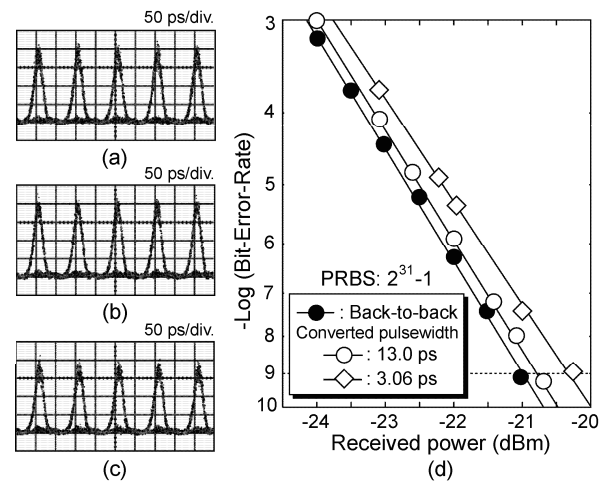 50 ps/div.
(a)
50 ps/div.
(b)
50 ps/div.
(c)
-Log (Bit-Error-Rate)
3
4
5
6
7
8
9
10
PRBS: 2^31-1
: Back-to-back
Converted pulsewidth
: 13.0 ps
: 3.06 ps
-24 -23 -22 -21 -20
Received power (dBm)
(d)